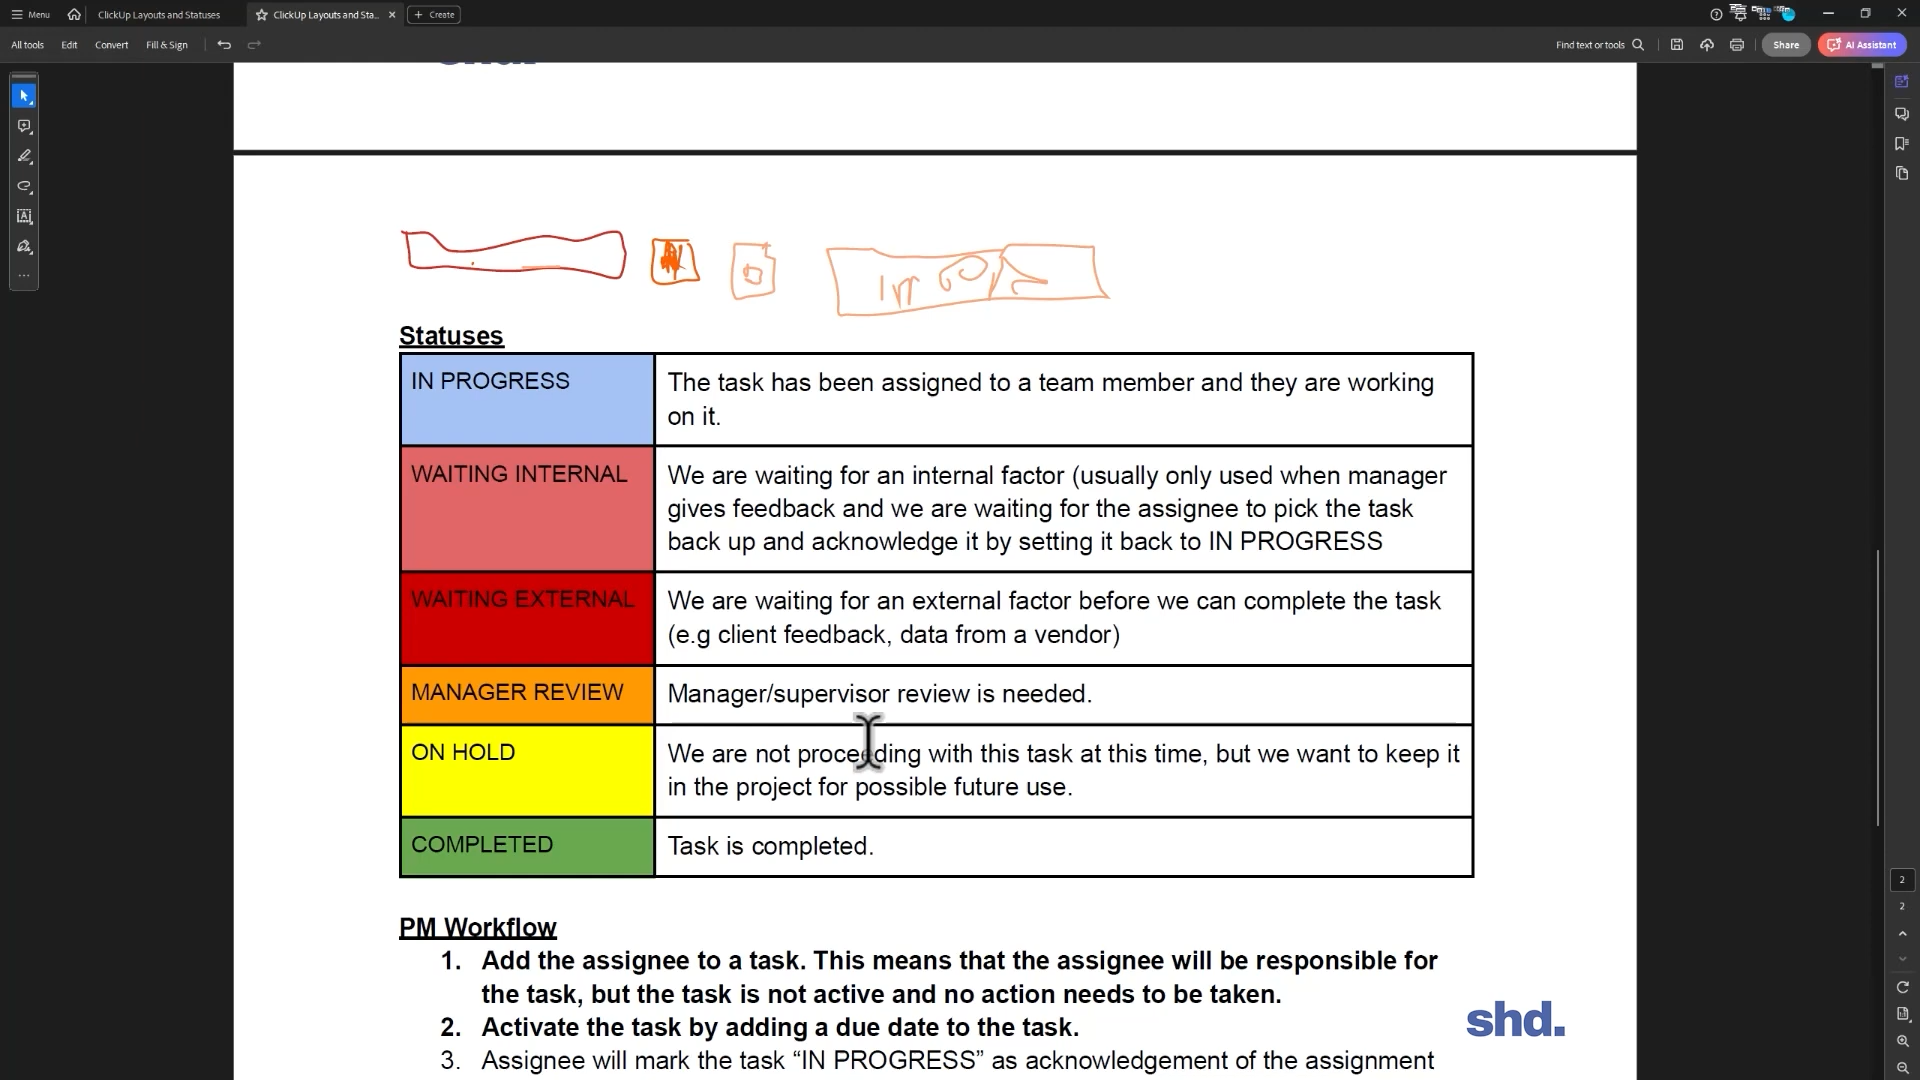 Menu
ClickUp Layouts and Statuses
ClickUp Layouts and Sta...
Create
All tools
Edit
Convert
Fill & Sign
Find text or tools
Share
AI Assistant
Statuses
IN PROGRESS
The task has been assigned to a team member and they are working
on it.
WAITING INTERNAL
We are waiting for an internal factor (usually only used when manager
gives feedback and we are waiting for the assignee to pick the task
back up and acknowledge it by setting it back to IN PROGRESS
WAITING EXTERNAL
We are waiting for an external factor before we can complete the task
(e.g client feedback, data from a vendor)
MANAGER REVIEW
Manager/supervisor review is needed.
ON HOLD
We are not proceeding with this task at this time, but we want to keep it
in the project for possible future use.
COMPLETED
Task is completed.
PM Workflow
1. Add the assignee to a task. This means that the assignee will be responsible for
the task, but the task is not active and no action needs to be taken.
2. Activate the task by adding a due date to the task.
3. Assignee will mark the task “IN PROGRESS” as acknowledgement of the assignment
shd.
2
2